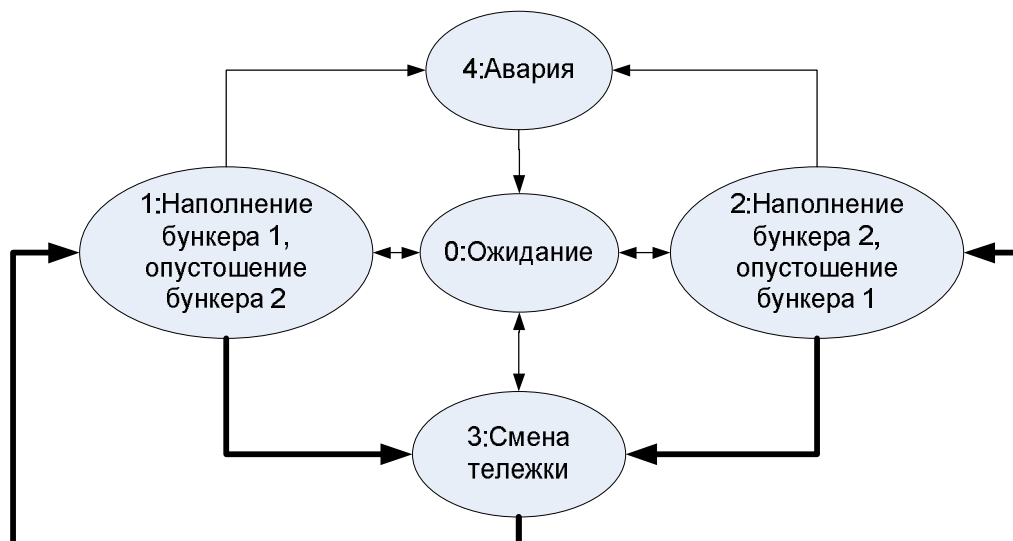 4:Авария
1:Наполнение
бункера 1,
опустошение
бункера 2
0:Ожидание
2:Наполнение
бункера 2,
опустошение
бункера 1
3:Смена
тележки